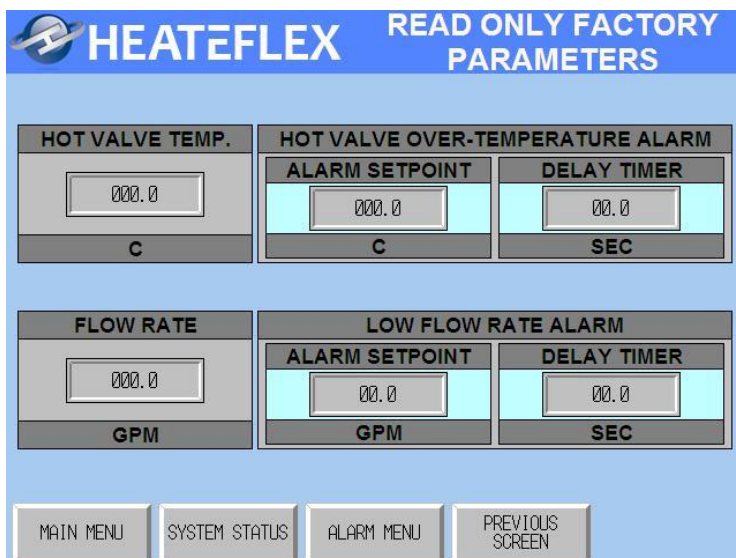 HEATEFLEX
READ ONLY FACTORY
PARAMETERS
HOT VALVE TEMP.
000.0
C
HOT VALVE OVER-TEMPERATURE ALARM
ALARM SETPOINT
000.0
C
DELAY TIMER
00.0
SEC
FLOW RATE
000.0
GPM
LOW FLOW RATE ALARM
ALARM SETPOINT
00.0
GPM
DELAY TIMER
00.0
SEC
MAIN MENU
SYSTEM STATUS
ALARM MENU
PREVIOUS
SCREEN